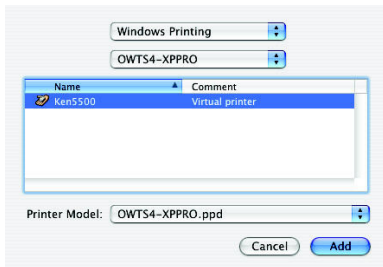 Windows Printing
OWTS4-XPPRO
Name Comment
Ken5500 Virtual printer
Printer Model: OWTS4-XPPRO.ppd
Cancel Add